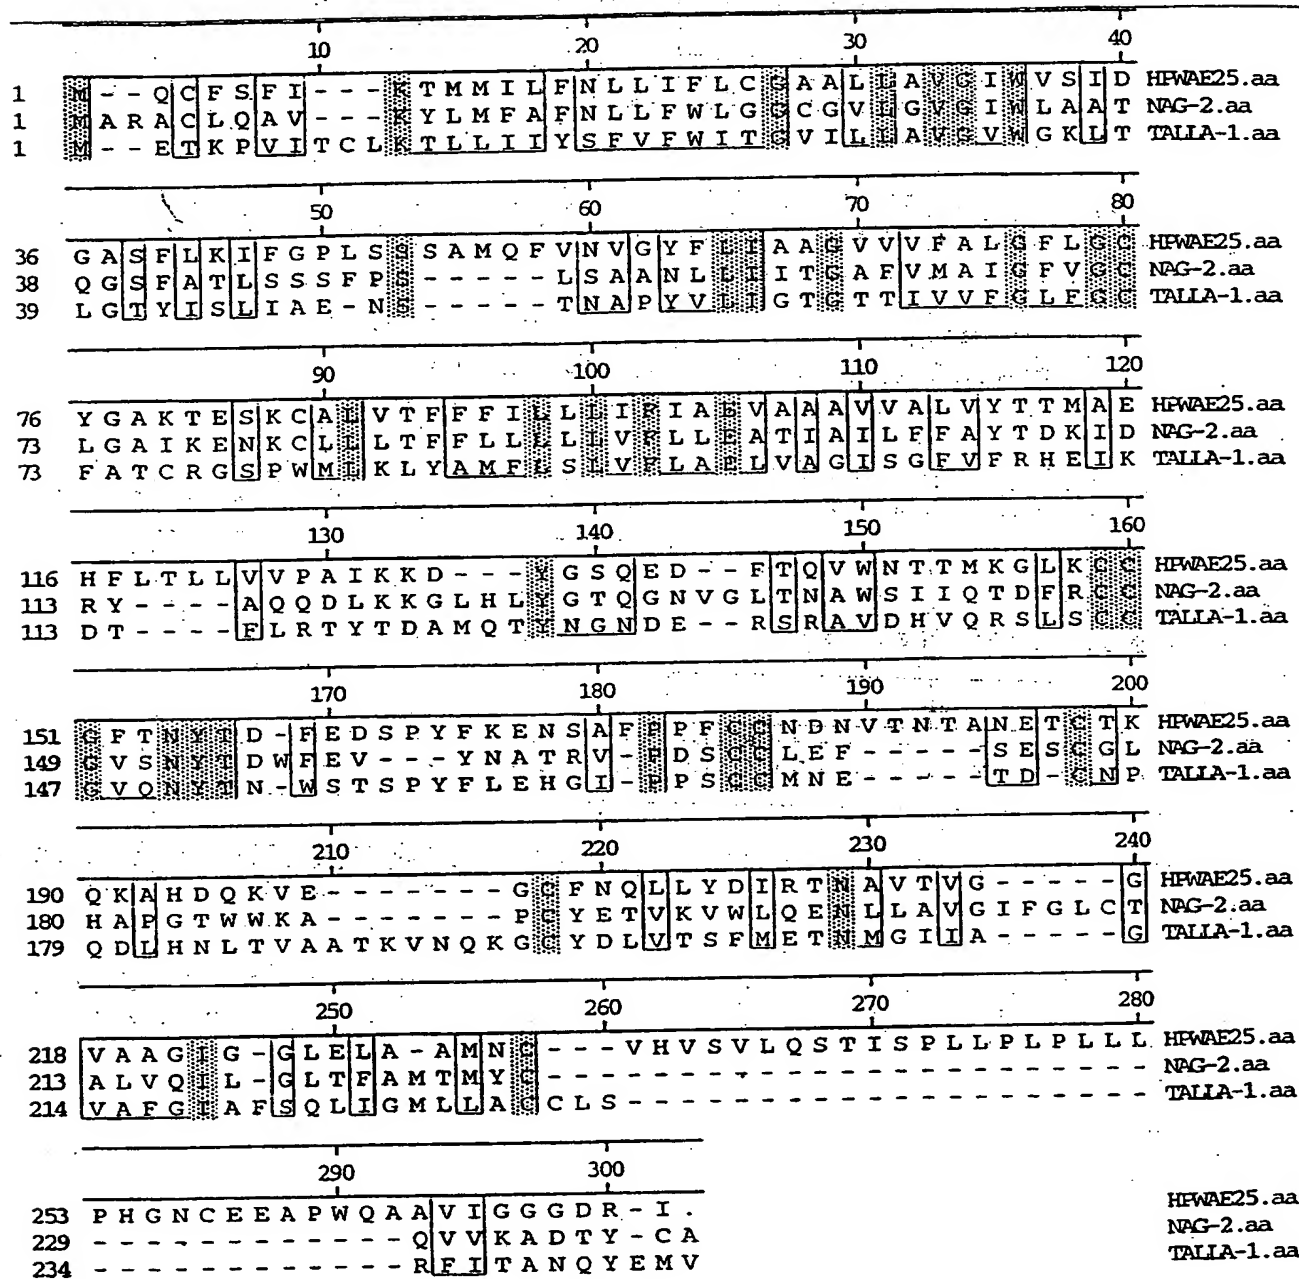 10 20 30 40
1 M - - Q C F S F I - - - K T M M I L F N L L I F L C G A A L L A V G I W V S I D HPWAE25.aa
1 M A R A C L Q A V - - - K Y L M F A F N L L F W L G G C G V L G V G I W L A A T NAG-2.aa
1 M - - E T K P V I T C L K T L L I I Y S F V F W I T G V I L L A V G V W G K L T TALLA-1.aa
50 60 70 80
36 G A S F L K I F G P L S S S A M Q F V N V G Y F L I A A G V V V F A L G F L G C HPWAE25.aa
38 Q G S F A T L S S S F P S - - - - - L S A A N L L I I T G A F V M A I G F V G C NAG-2.aa
39 L G T Y I S L I A E - N S - - - - - T N A P Y V L I G T G T T I V V F G L F G C TALLA-1.aa
90 100 110 120
76 Y G A K T E S K C A L V T F F F I L L L I F I A E V A A A V V A L V Y T T M A E HPWAE25.aa
73 L G A I K E N K C L L L T F F L L L L L V F L L E A T I A I L F F A Y T D K I D NAG-2.aa
73 F A T C R G S P W M L K L Y A M F L S L V F L A E L V A G I S G F V F R H E I K TALLA-1.aa
130 140 150 160
116 H F L T L L V V P A I K K D - - - Y G S Q E D - - F T Q V W N T T M K G L K C C HPWAE25.aa
113 R Y - - - - A Q Q D L K K G L H L Y G T Q G N V G L T N A W S I I Q T D F R C C NAG-2.aa
113 D T - - - - F L R T Y T D A M Q T Y N G N D E - - R S R A V D H V Q R S L S C C TALLA-1.aa
170 180 190 200
151 G F T N Y T D - F E D S P Y F K E N S A F P P F C C N D N V T N T A N E T C T K HPWAE25.aa
149 G V S N Y T D W F E V - - - Y N A T R V - P D S C C L E F - - - - - S E S C G L NAG-2.aa
147 G V Q N Y T N - W S T S P Y F L E H G I - P P S C C M N E - - - - - T D - C N P TALLA-1.aa
210 220 230 240
190 Q K A H D Q K V E - - - - - - - G C F N Q L L Y D I R T N A V T V G - - - - - G HPWAE25.aa
180 H A P G T W W K A - - - - - - - P C Y E T V K V W L Q E N L L A V G I F G L C T NAG-2.aa
179 Q D L H N L T V A A T K V N Q K G C Y D L V T S F M E T N M G I I A - - - - - G TALLA-1.aa
250 260 270 280
218 V A A G I G - G L E L A - A M N C - - - V H V S V L Q S T I S P L L P L P L L L HPWAE25.aa
213 A L V Q I L - G L T F A M T M Y C - - - - - - - - - - - - - - - - - - - - - - - NAG-2.aa
214 V A F G I A F S Q L I G M L L A C C L S - - - - - - - - - - - - - - - - - - - - TALLA-1.aa
290 300
253 P H G N C E E A P W Q A A V I G G G D R - I . HPWAE25.aa
229 - - - - - - - - - - - - Q V V K A D T Y - C A NAG-2.aa
234 - - - - - - - - - - - - R F I T A N Q Y E M V TALLA-1.aa